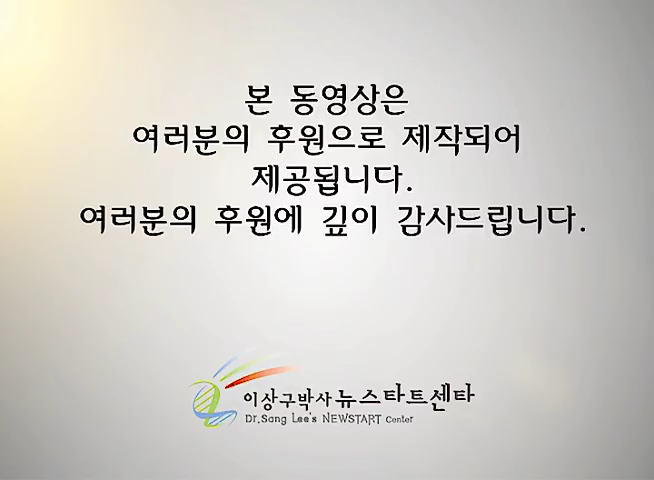 본 동영상은
여러분의 후원으로 제작되어
제공됩니다.
여러분의 후원에 깊이 감사드립니다.
이상구박사 뉴스타트센타
Dr.Sang Lee's NEWSTART Center